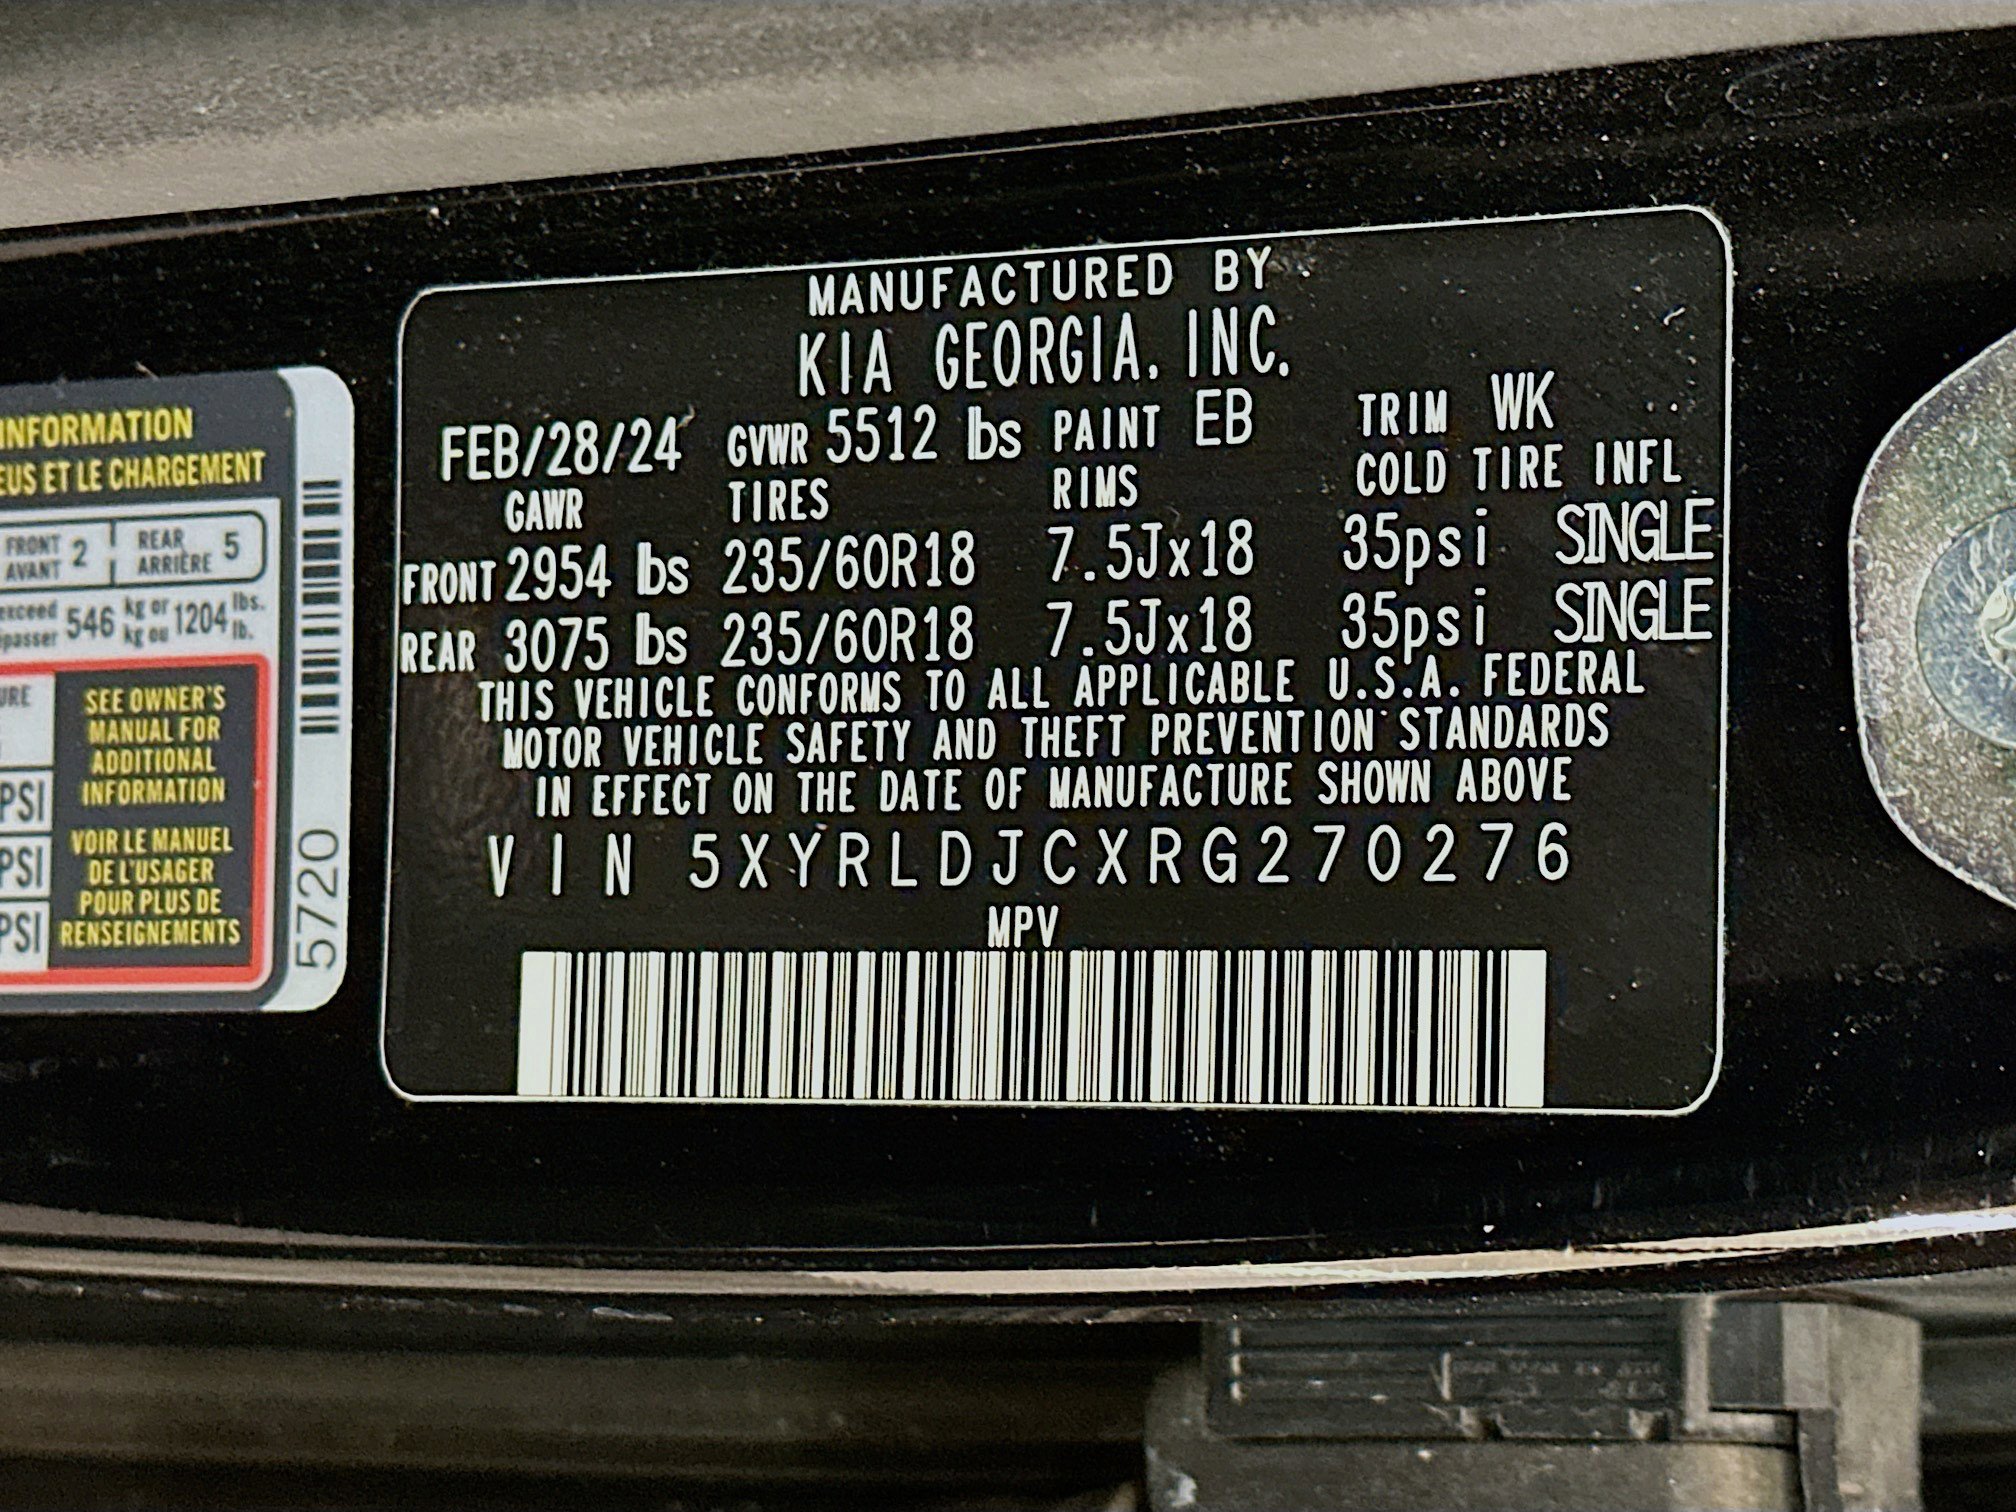 MANUFACTURED BY
KIA GEORGIA, INC.
FEB/28/24 GVWR 5512 lbs PAINT EB TRIM WK
GAWR TIRES RIMS COLD TIRE INFL
FRONT 2954 lbs 235/60R18 7.5Jx18 35psi SINGLE
REAR 3075 lbs 235/60R18 7.5Jx18 35psi SINGLE
THIS VEHICLE CONFORMS TO ALL APPLICABLE U.S.A. FEDERAL
MOTOR VEHICLE SAFETY AND THEFT PREVENTION STANDARDS
IN EFFECT ON THE DATE OF MANUFACTURE SHOWN ABOVE
VIN 5XYRLDJCXRG270276
MPV
INFORMATION
EUS ET LE CHARGEMENT
FRONT 2 REAR 5
AVANT ARRIÈRE
exceed 546 kg or 1204 lbs.
passer kg ou lb.
URE
PSI
PSI
PSI
SEE OWNER'S
MANUAL FOR
ADDITIONAL
INFORMATION
VOIR LE MANUEL
DE L'USAGER
POUR PLUS DE
RENSEIGNEMENTS
5720